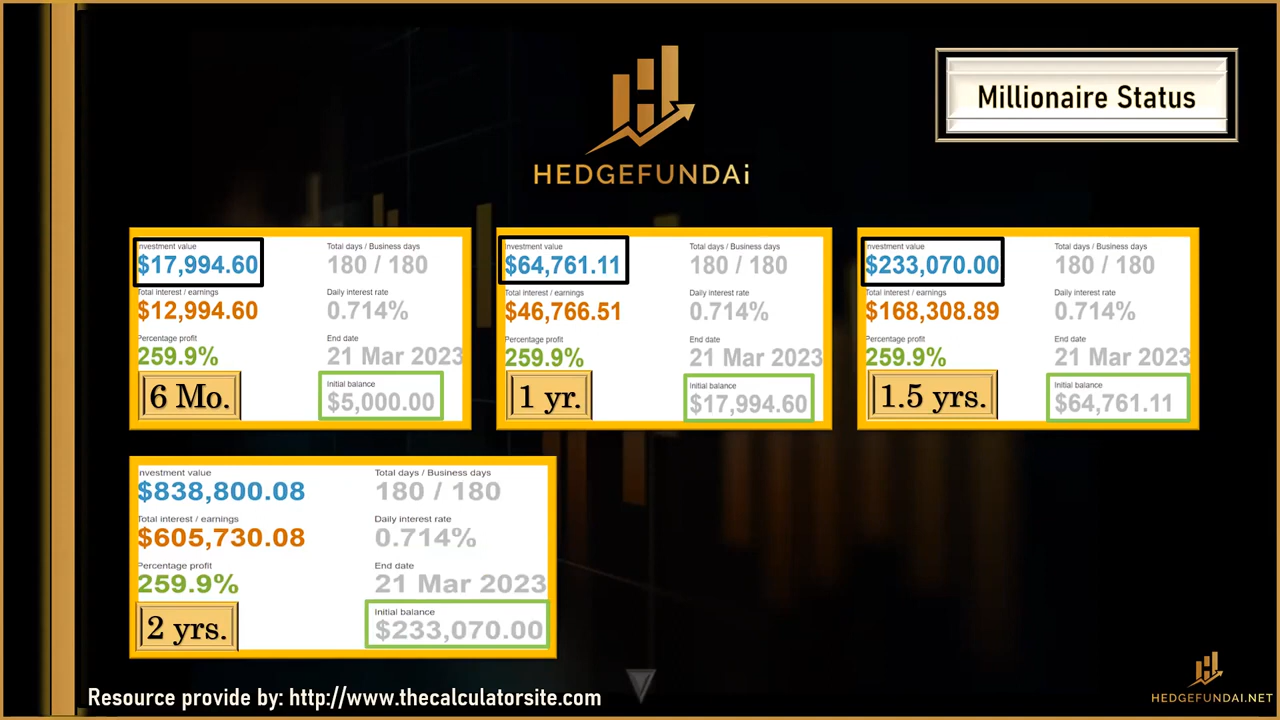 Millionaire Status
HEDGEFUNDAi
nvestment value
$17,994.60
Total days / Business days
180 / 180
Total interest / earnings
$12,994.60
Daily interest rate
0.714%
Percentage profit
259.9%
End date
21 Mar 2023
6 Mo.
Initial balance
$5,000.00
nvestment value
$64,761.11
Total days / Business days
180 / 180
Total interest / earnings
$46,766.51
Daily interest rate
0.714%
Percentage profit
259.9%
End date
21 Mar 2023
1 yr.
Initial balance
$17,994.60
nvestment value
$233,070.00
Total days / Business days
180 / 180
Total interest / earnings
$168,308.89
Daily interest rate
0.714%
Percentage profit
259.9%
End date
21 Mar 2023
1.5 yrs.
Initial balance
$64,761.11
nvestment value
$838,800.08
Total days / Business days
180 / 180
Total interest / earnings
$605,730.08
Daily interest rate
0.714%
Percentage profit
259.9%
End date
21 Mar 2023
2 yrs.
Initial balance
$233,070.00
Resource provide by: http://www.thecalculatorsite.com
HEDGEFUNDAI.NET